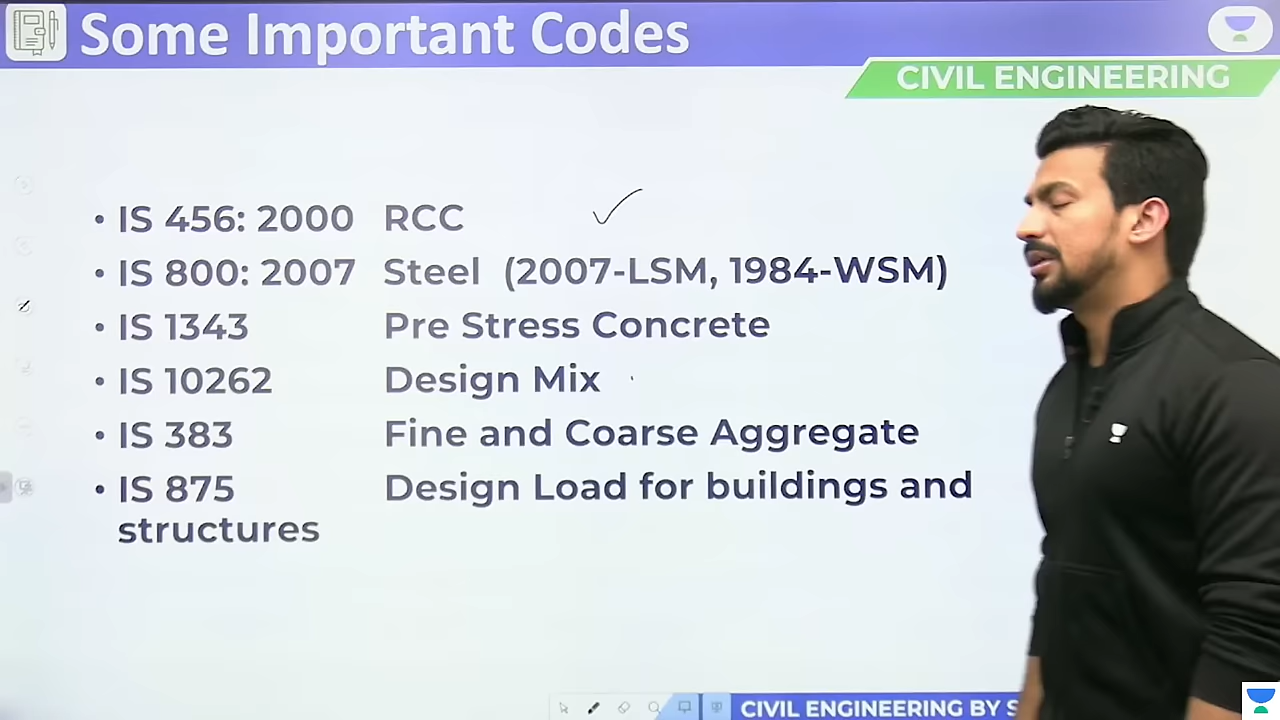 Some Important Codes
CIVIL ENGINEERING
• IS 456: 2000 RCC
• IS 800: 2007 Steel (2007-LSM, 1984-WSM)
• IS 1343 Pre Stress Concrete
• IS 10262 Design Mix
• IS 383 Fine and Coarse Aggregate
• IS 875 Design Load for buildings and
structures
CIVIL ENGINEERING BY S